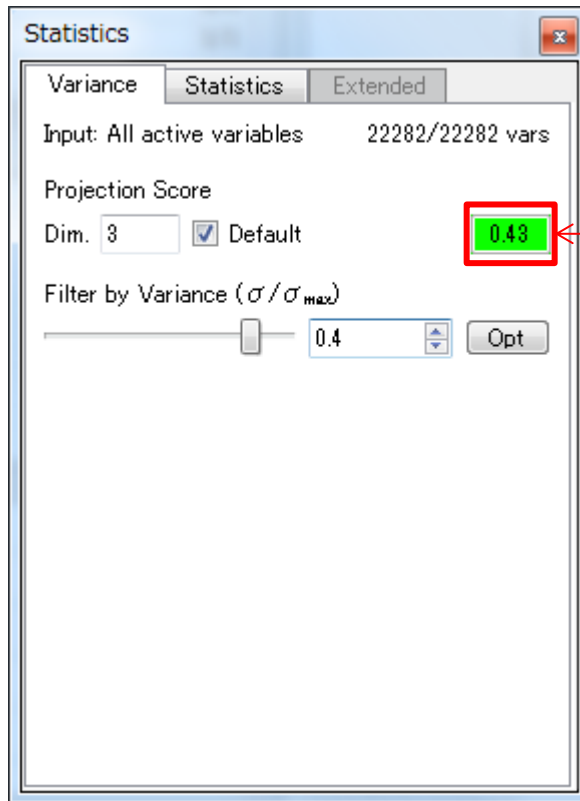 Statistics
Variance Statistics Extended
Input: All active variables 22282/22282 vars
Projection Score
Dim. 3 Default 0.43
Filter by Variance (σ/σmax)
0.4 Opt